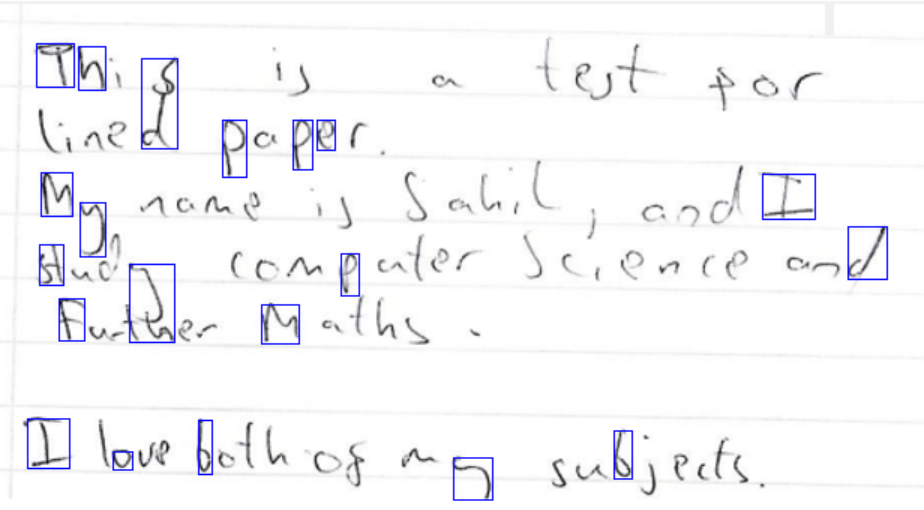 This is a test for
lined paper.
My name is Sahil, and I
study computer Science and
Further Maths.
I love both of my subjects.